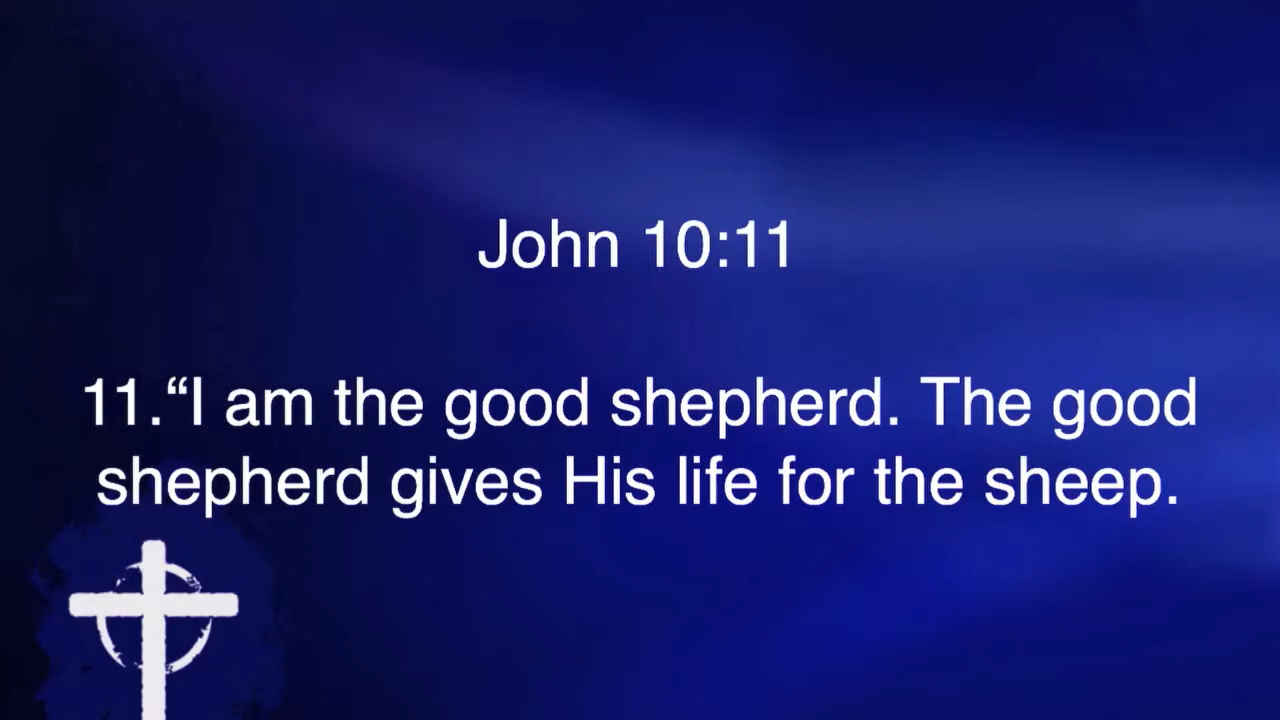 John 10:11
11.“I am the good shepherd. The good
shepherd gives His life for the sheep.